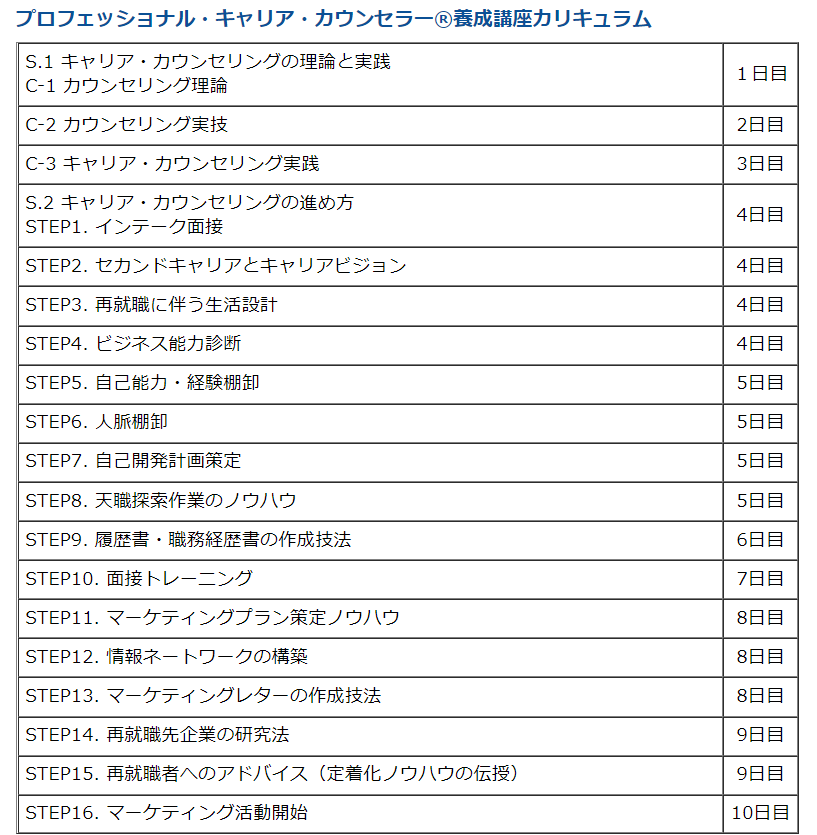 プロフェッショナル・キャリア・カウンセラー®養成講座カリキュラム
S.1 キャリア・カウンセリングの理論と実践
C-1 カウンセリング理論
1日目
C-2 カウンセリング実技
2日目
C-3 キャリア・カウンセリング実践
3日目
S.2 キャリア・カウンセリングの進め方
STEP1. インテーク面接
4日目
STEP2. セカンドキャリアとキャリアビジョン
4日目
STEP3. 再就職に伴う生活設計
4日目
STEP4. ビジネス能力診断
4日目
STEP5. 自己能力・経験棚卸
5日目
STEP6. 人脈棚卸
5日目
STEP7. 自己開発計画策定
5日目
STEP8. 天職探索作業のノウハウ
5日目
STEP9. 履歴書・職務経歴書の作成技法
6日目
STEP10. 面接トレーニング
7日目
STEP11. マーケティングプラン策定ノウハウ
8日目
STEP12. 情報ネートワークの構築
8日目
STEP13. マーケティングレターの作成技法
8日目
STEP14. 再就職先企業の研究法
9日目
STEP15. 再就職者へのアドバイス（定着化ノウハウの伝授）
9日目
STEP16. マーケティング活動開始
10日目